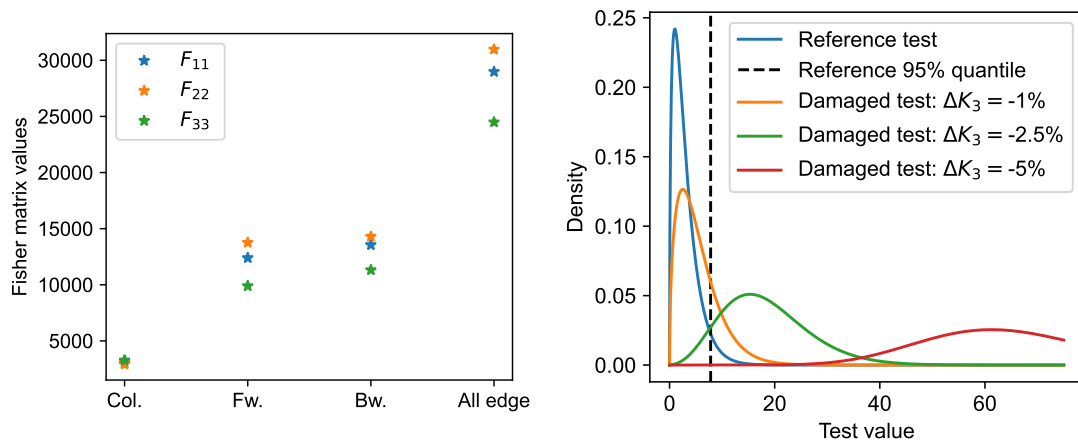 Fisher matrix values
30000
25000
20000
15000
10000
5000
F11
F22
F33
Col.
Fw.
Bw.
All edge
Density
0.25
0.20
0.15
0.10
0.05
0.00
Reference test
Reference 95% quantile
Damaged test: ΔK3 = -1%
Damaged test: ΔK3 = -2.5%
Damaged test: ΔK3 = -5%
0
20
40
60
Test value